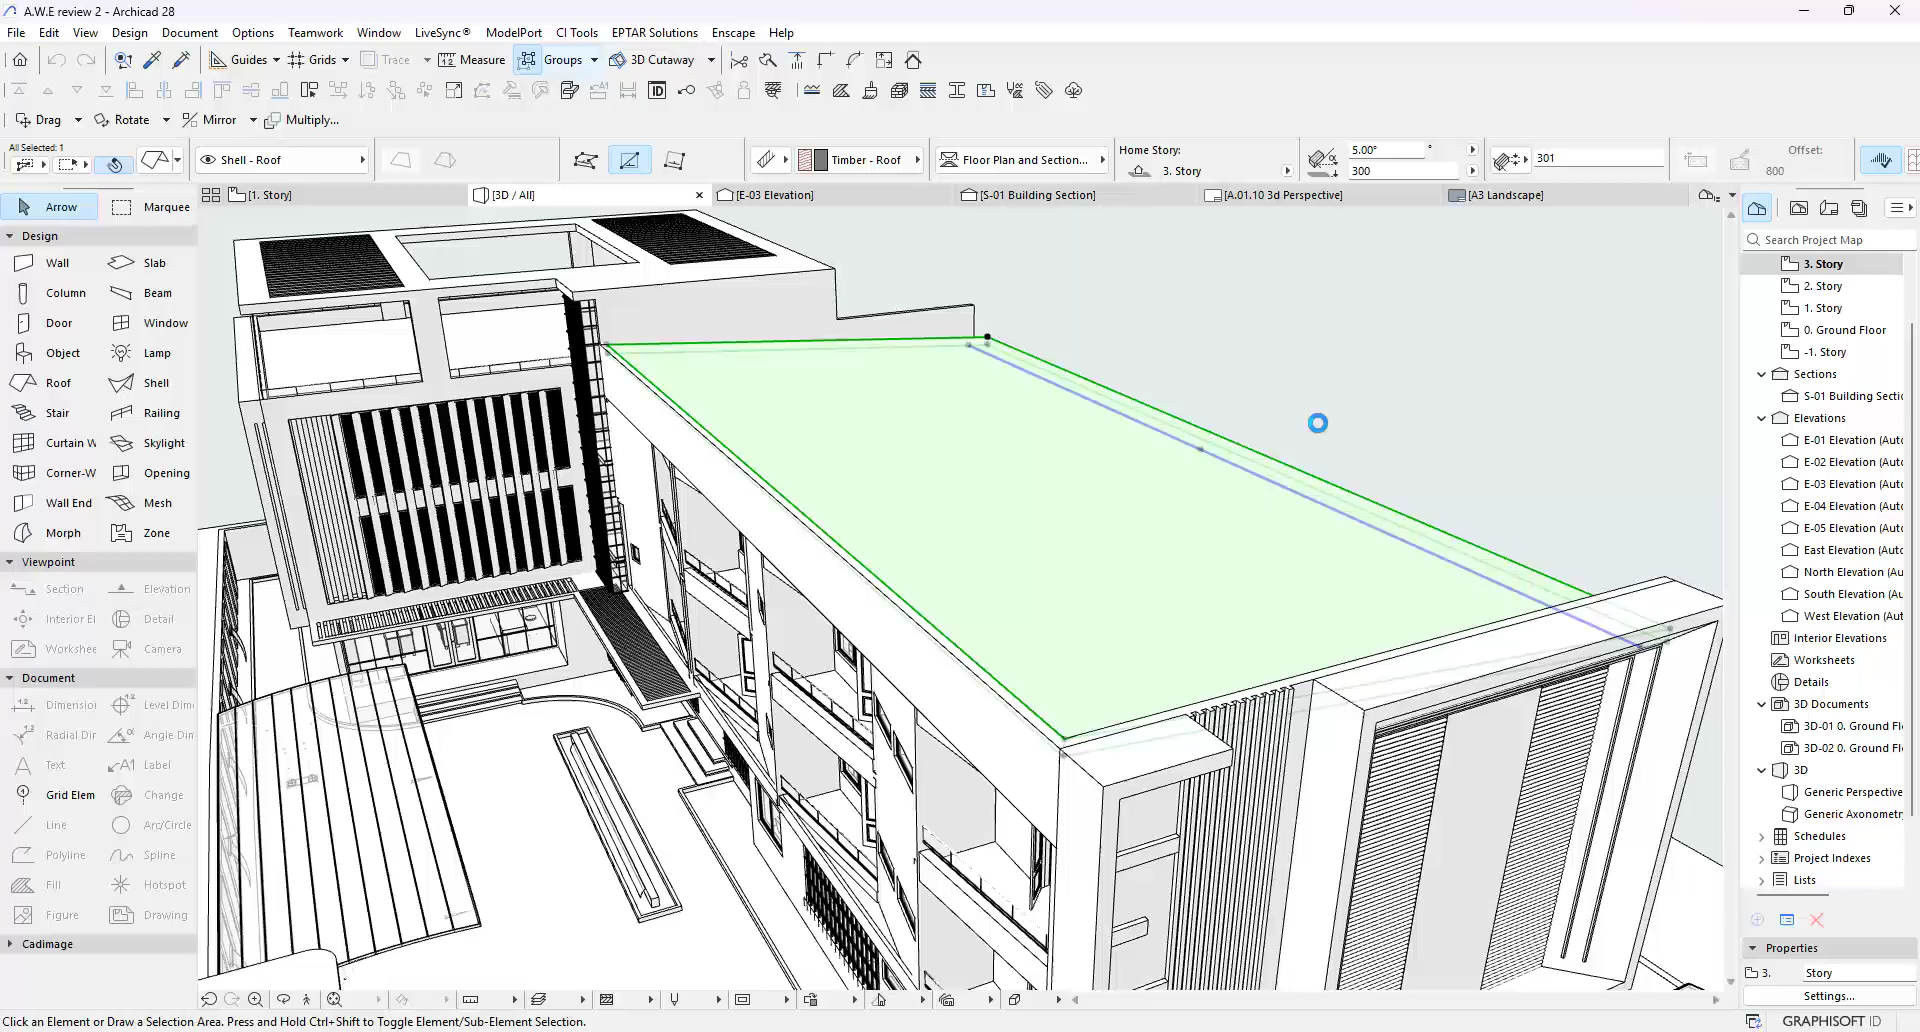 A.W.E review 2 - Archicad 28
File Edit View Design Document Options Teamwork Window LiveSync® ModelPort CI Tools EPTAR Solutions Enscape Help
Guides Grids Trace Measure Groups 3D Cutaway
Drag Rotate Mirror Multiply...
All Selected: 1
Shell - Roof
Timber - Roof
Floor Plan and Section...
Home Story:
3. Story
5.00° °
300
301
Offset:
800
[1. Story]
[3D / All]
[E-03 Elevation]
[S-01 Building Section]
[A.01.10 3d Perspective]
[A3 Landscape]
Arrow Marquee
Design
Wall Slab
Column Beam
Door Window
Object Lamp
Roof Shell
Stair Railing
Curtain W Skylight
Corner-W Opening
Wall End Mesh
Morph Zone
Viewpoint
Section Elevation
Interior El Detail
Workshee Camera
Document
Dimensio Level Dim
Radial Dir Angle Din
Text Label
Grid Elem Change
Line Arc/Circle
Polyline Spline
Fill Hotspot
Figure Drawing
Cadimage
Search Project Map
3. Story
2. Story
1. Story
0. Ground Floor
-1. Story
Sections
S-01 Building Sectio
Elevations
E-01 Elevation (Auto
E-02 Elevation (Auto
E-03 Elevation (Auto
E-04 Elevation (Auto
E-05 Elevation (Auto
East Elevation (Auto
North Elevation (Au
South Elevation (Au
West Elevation (Aut
Interior Elevations
Worksheets
Details
3D Documents
3D-01 0. Ground Fl
3D-02 0. Ground Fl
3D
Generic Perspective
Generic Axonometr
Schedules
Project Indexes
Lists
Properties
3. Story
Settings...
Click an Element or Draw a Selection Area. Press and Hold Ctrl+Shift to Toggle Element/Sub-Element Selection.
GRAPHISOFT ID